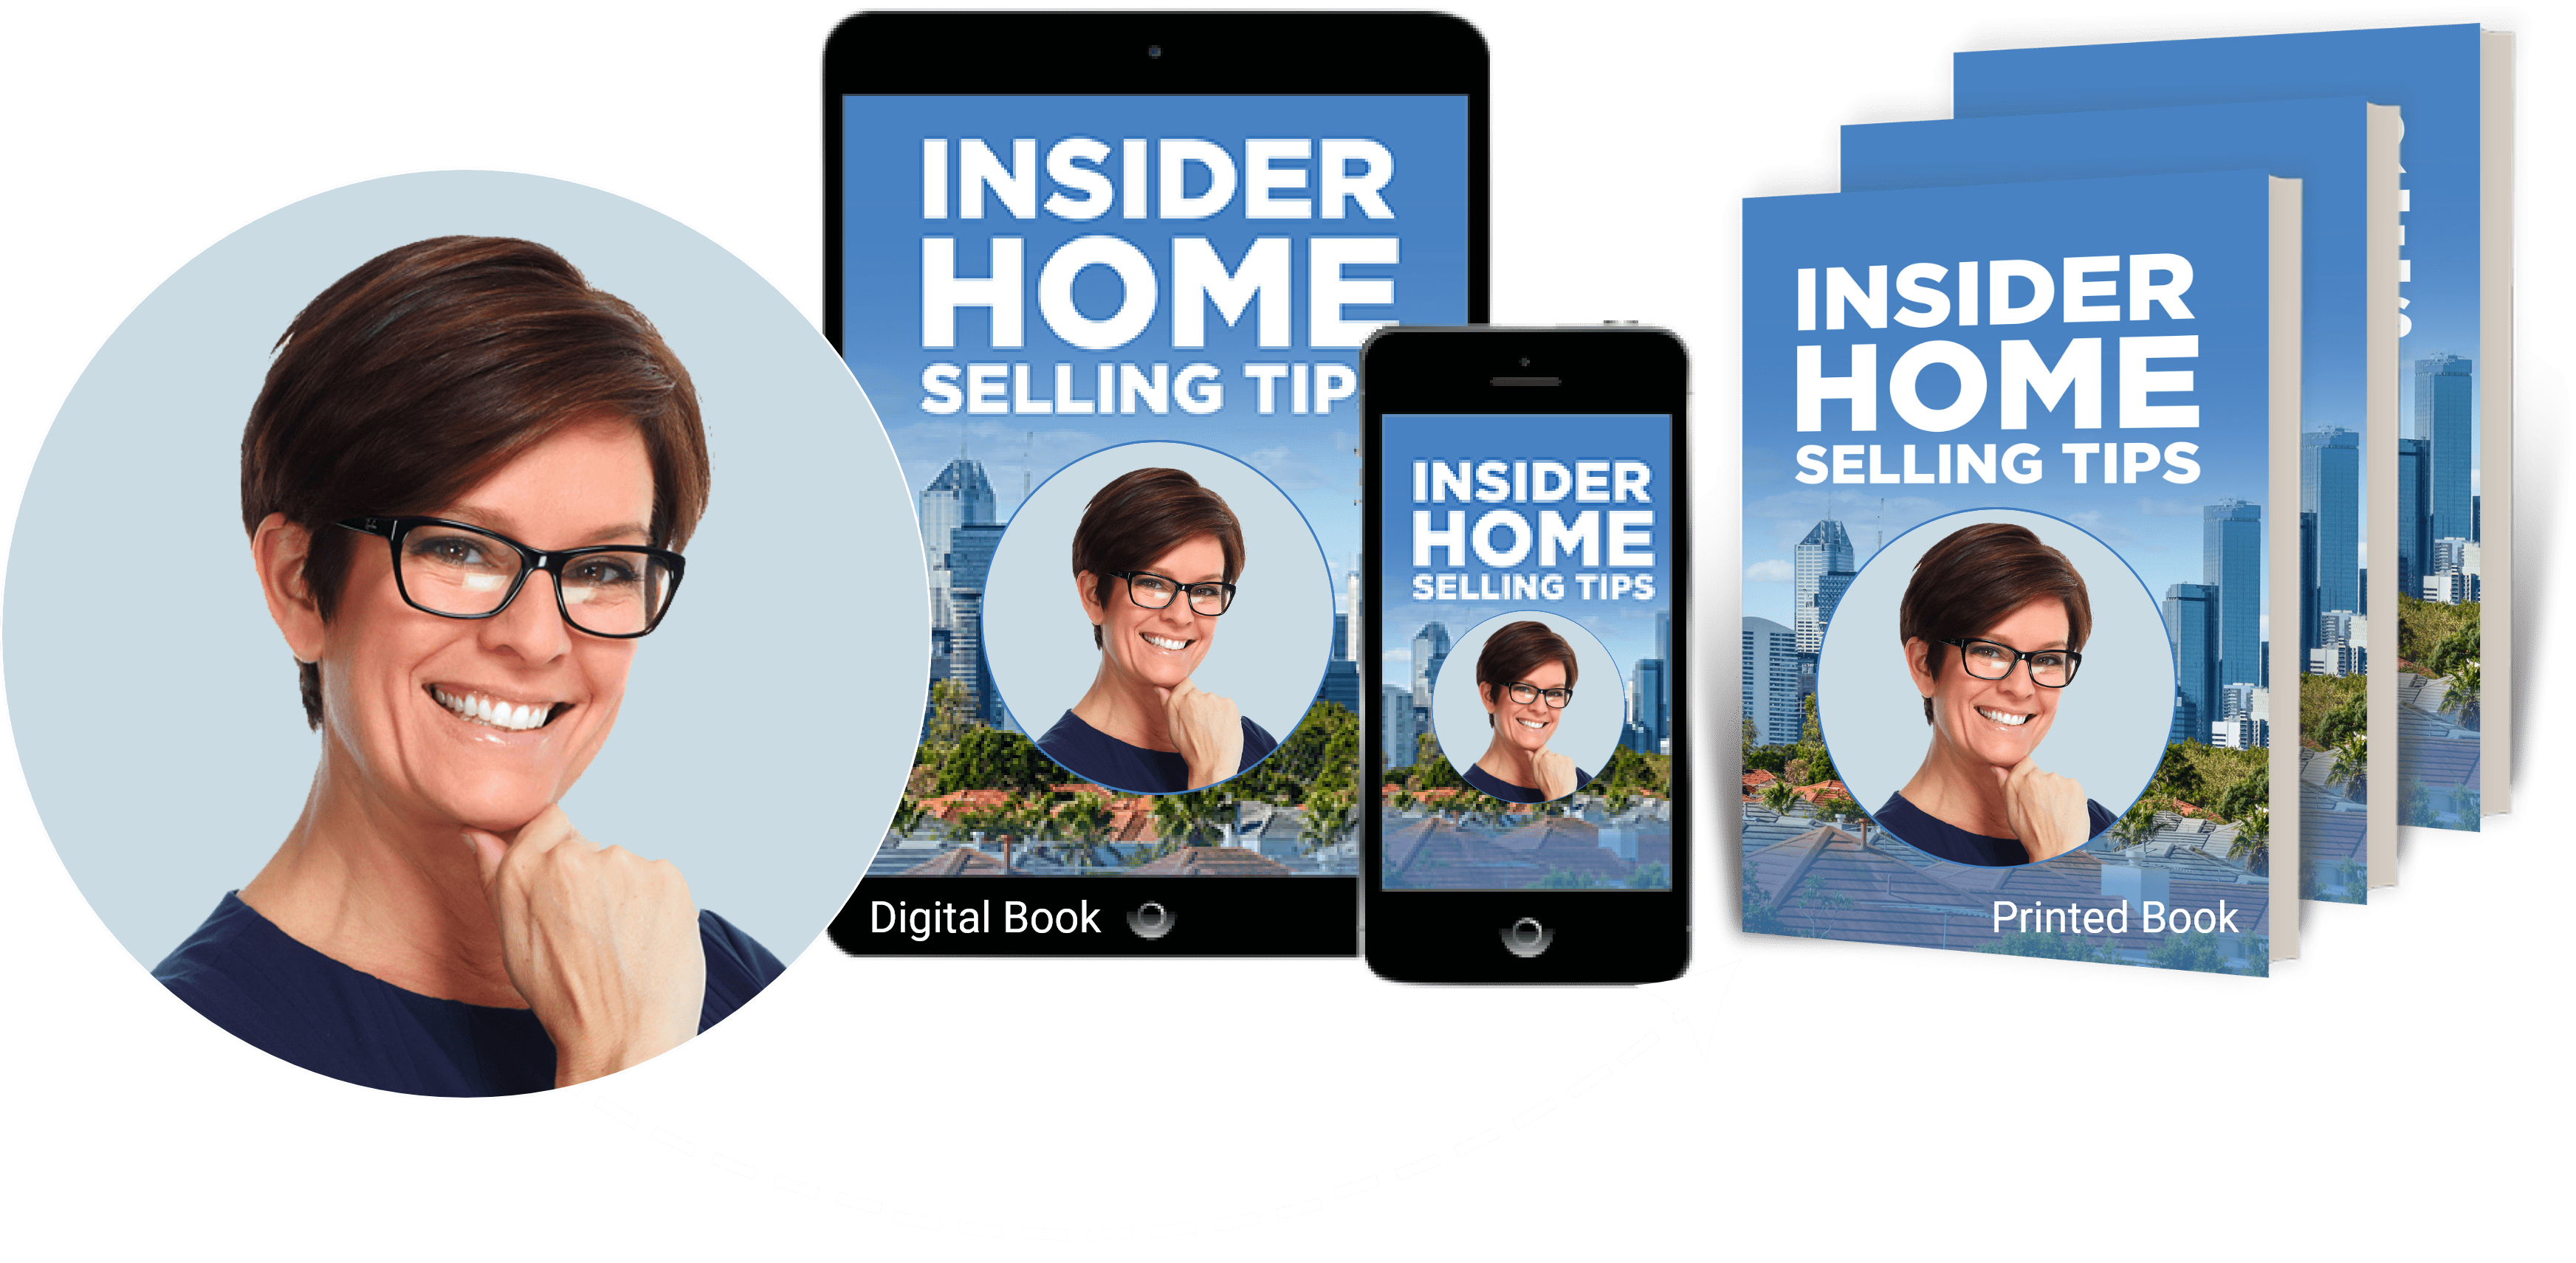 INSIDER
HOME
SELLING TIP
Digital Book
INSIDER
HOME
SELLING TIPS
INSIDER
HOME
SELLING TIPS
Printed Book